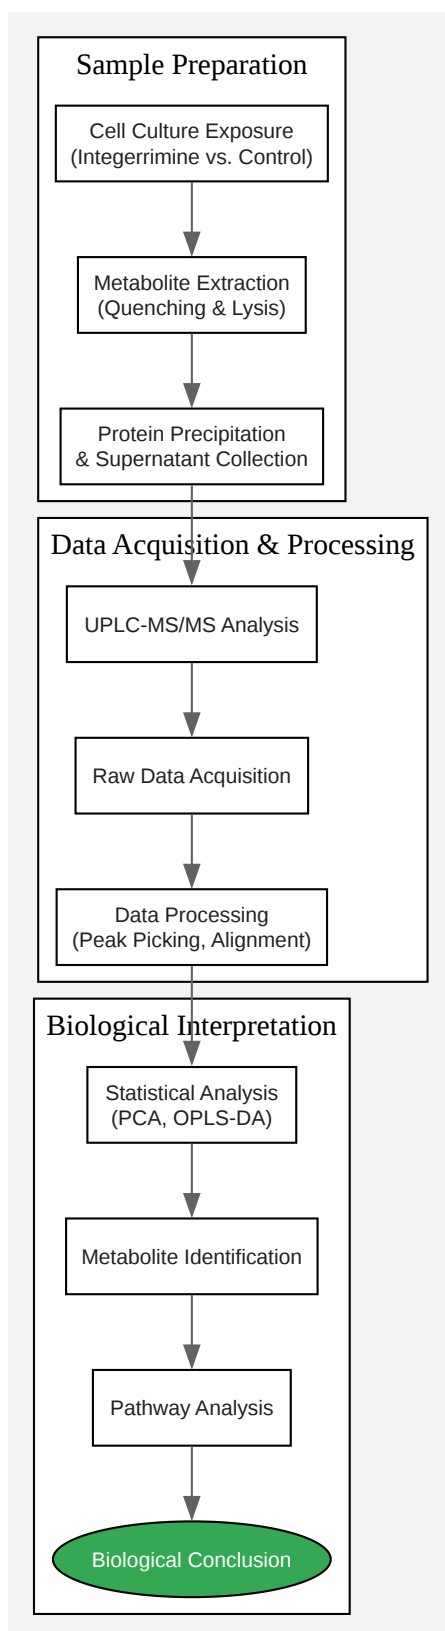 Sample Preparation
Cell Culture Exposure
(Integerrimine vs. Control)
Metabolite Extraction
(Quenching & Lysis)
Protein Precipitation
& Supernatant Collection
Data Acquisition & Processing
UPLC-MS/MS Analysis
Raw Data Acquisition
Data Processing
(Peak Picking, Alignment)
Biological Interpretation
Statistical Analysis
(PCA, OPLS-DA)
Metabolite Identification
Pathway Analysis
Biological Conclusion